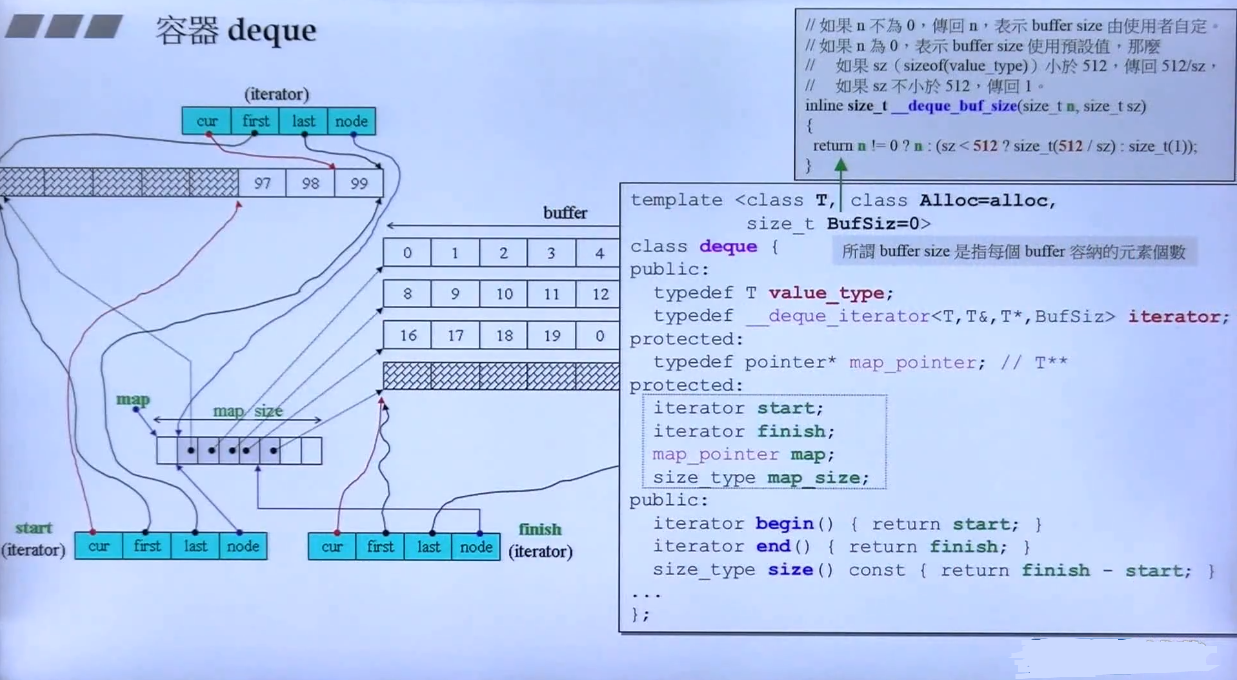 容器 deque
(iterator)
cur first last node
97 98 99
buffer
0 1 2 3 4
8 9 10 11 12
16 17 18 19 0
map
map_size
start
(iterator)
cur first last node
cur first last node
finish
(iterator)
// 如果 n 不為 0，傳回 n，表示 buffer size 由使用者自定。
// 如果 n 為 0，表示 buffer size 使用預設值，那麼
// 如果 sz（sizeof(value_type)）小於 512，傳回 512/sz，
// 如果 sz 不小於 512，傳回 1。
inline size_t __deque_buf_size(size_t n, size_t sz)
{
return n != 0 ? n : (sz < 512 ? size_t(512 / sz) : size_t(1));
}
template <class T, class Alloc=alloc,
size_t BufSiz=0>
class deque {
所謂 buffer size 是指每個 buffer 容納的元素個數
public:
typedef T value_type;
typedef __deque_iterator<T,T&,T*,BufSiz> iterator;
protected:
typedef pointer* map_pointer; // T**
protected:
iterator start;
iterator finish;
map_pointer map;
size_type map_size;
public:
iterator begin() { return start; }
iterator end() { return finish; }
size_type size() const { return finish - start; }
...
};